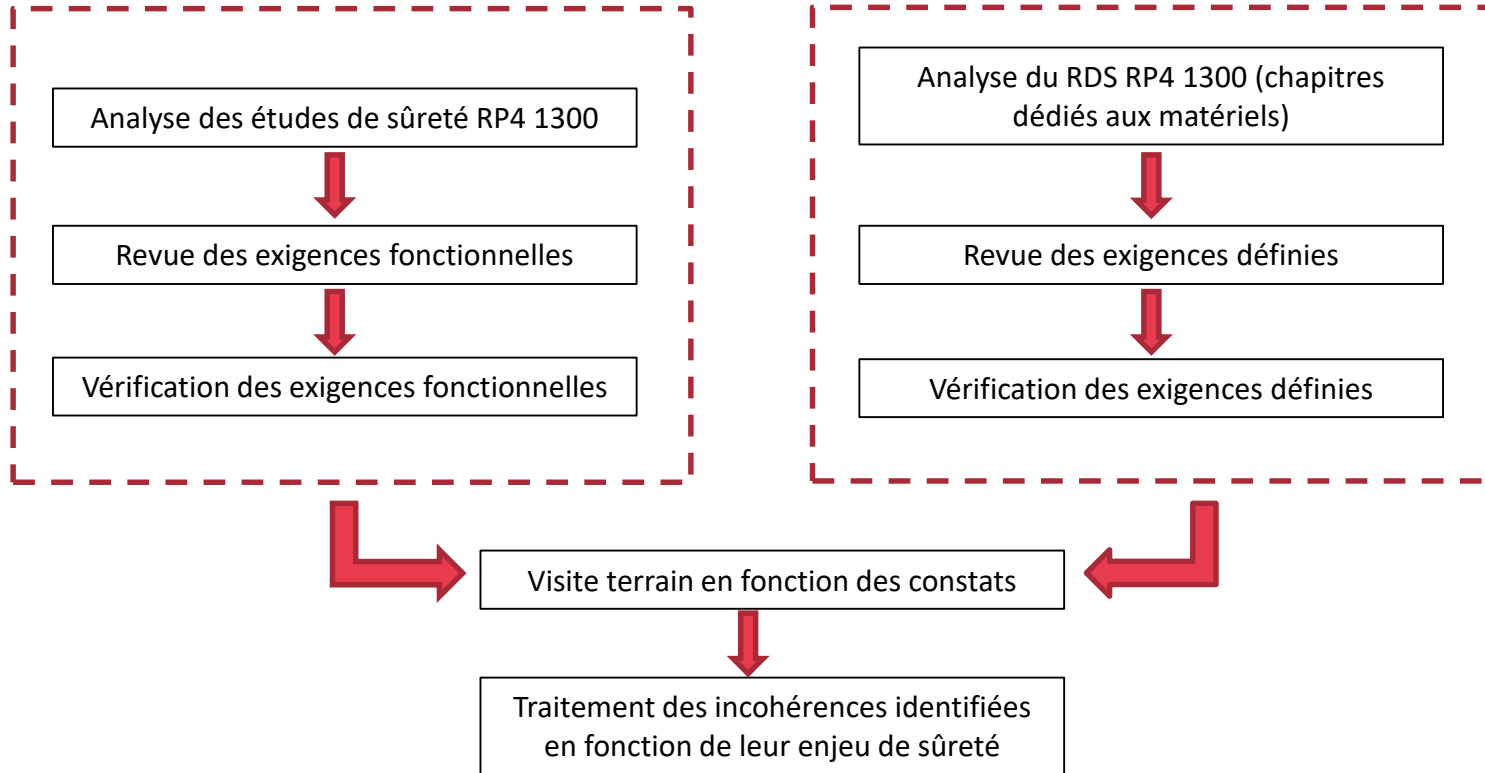 Analyse des études de sûreté RP4 1300
Revue des exigences fonctionnelles
Vérification des exigences fonctionnelles
Analyse du RDS RP4 1300 (chapitres
dédiés aux matériels)
Revue des exigences définies
Vérification des exigences définies
Visite terrain en fonction des constats
Traitement des incohérences identifiées
en fonction de leur enjeu de sûreté